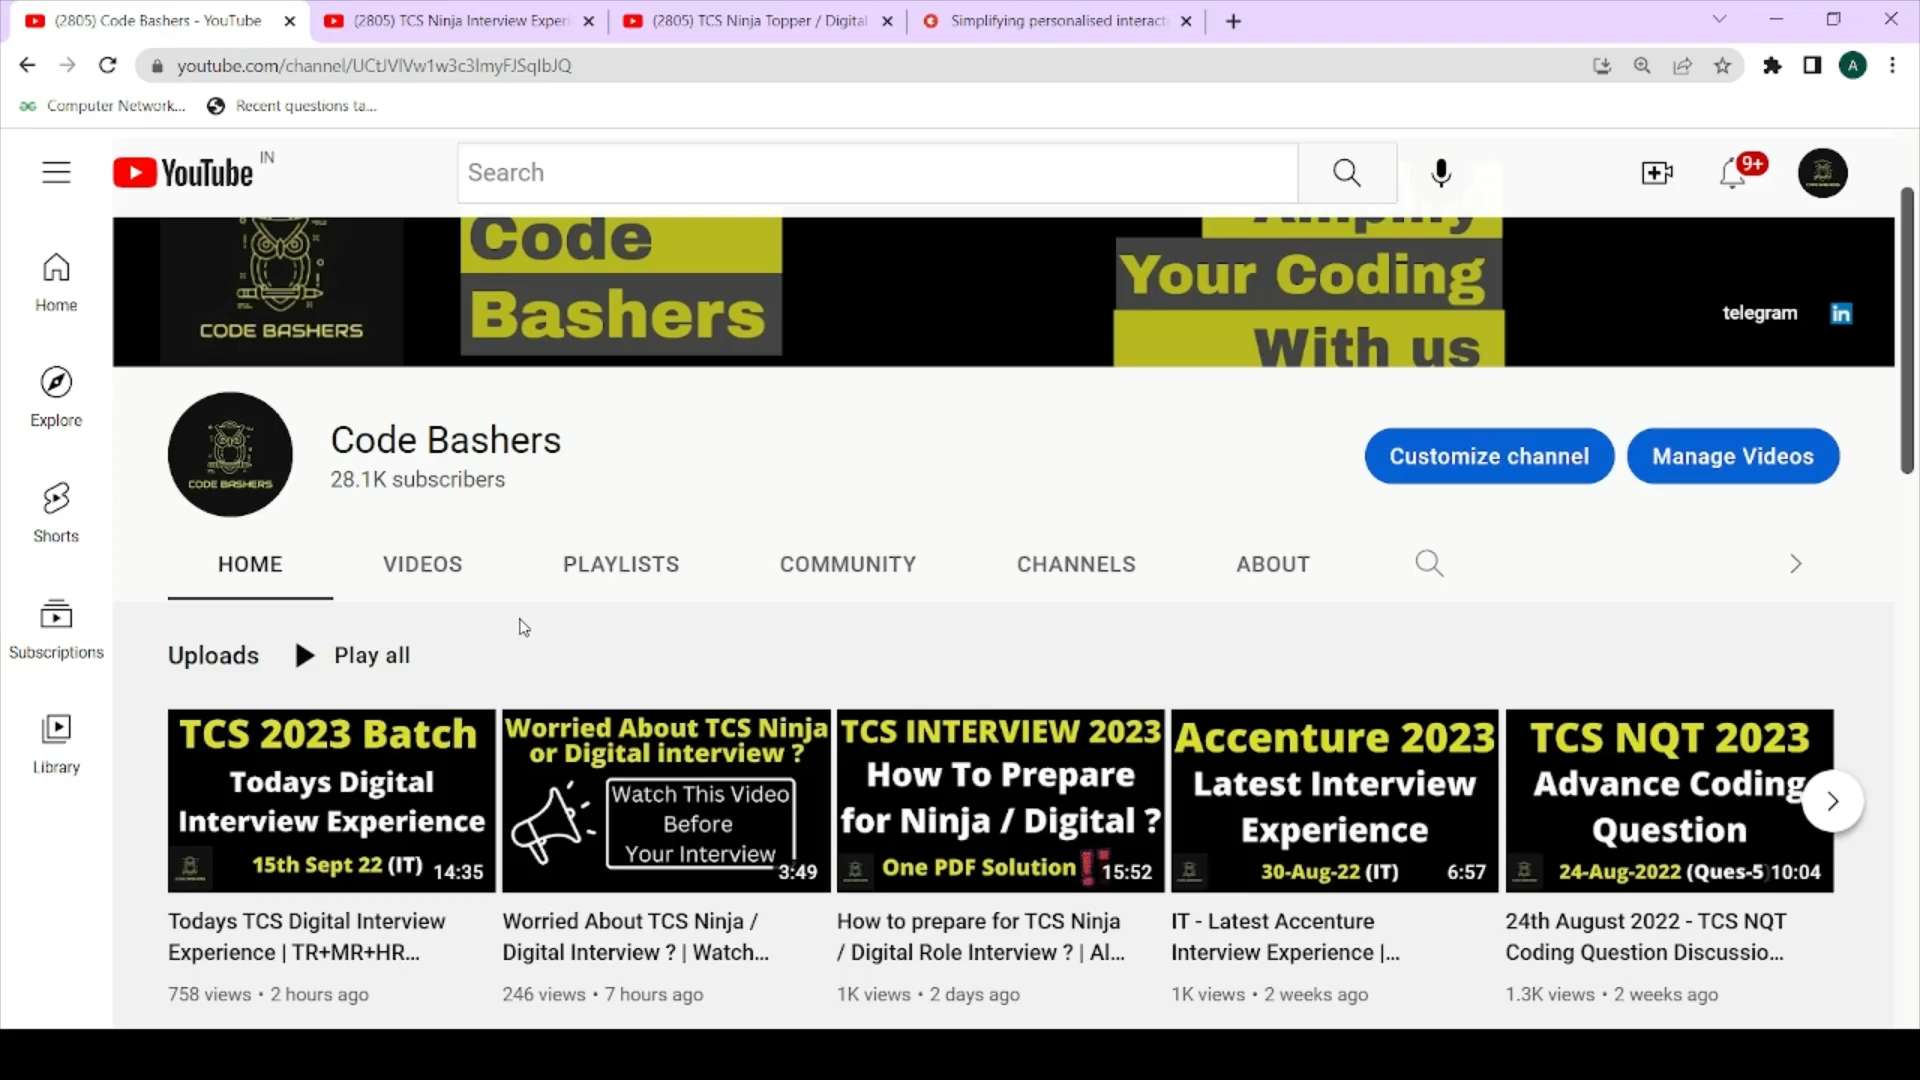 (2805) Code Bashers - YouTube
(2805) TCS Ninja Interview Experi
(2805) TCS Ninja Topper / Digital
Simplifying personalised interact
youtube.com/channel/UCtJVlVw1w3c3lmyFJSqlbJQ
A
Computer Network...
Recent questions ta...
YouTube
IN
Search
9+
Home
Explore
Shorts
Subscriptions
Library
CODE BASHERS
Code
Bashers
Amplify
Your Coding
With us
telegram
in
CODE BASHERS
Code Bashers
28.1K subscribers
Customize channel
Manage Videos
HOME
VIDEOS
PLAYLISTS
COMMUNITY
CHANNELS
ABOUT
Uploads
Play all
TCS 2023 Batch
Todays Digital
Interview Experience
15th Sept 22 (IT)
14:35
Todays TCS Digital Interview
Experience | TR+MR+HR...
758 views • 2 hours ago
Worried About TCS Ninja
or Digital interview ?
Watch This Video
Before
Your Interview
3:49
Worried About TCS Ninja /
Digital Interview ? | Watch...
246 views • 7 hours ago
TCS INTERVIEW 2023
How To Prepare
for Ninja / Digital ?
One PDF Solution
15:52
How to prepare for TCS Ninja
/ Digital Role Interview ? | Al...
1K views • 2 days ago
Accenture 2023
Latest Interview
Experience
30-Aug-22 (IT)
6:57
IT - Latest Accenture
Interview Experience |...
1K views • 2 weeks ago
TCS NQT 2023
Advance Coding
Question
24-Aug-2022 (Ques-5
10:04
24th August 2022 - TCS NQT
Coding Question Discussio...
1.3K views • 2 weeks ago